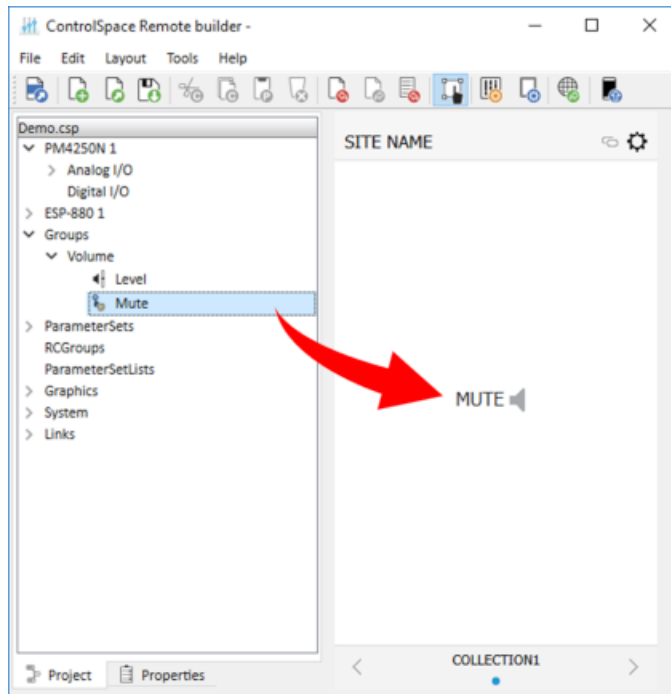 ControlSpace Remote builder -
File Edit Layout Tools Help
Demo.csp
PM4250N 1
Analog I/O
Digital I/O
ESP-880 1
Groups
Volume
Level
Mute
ParameterSets
RCGroups
ParameterSetLists
Graphics
System
Links
Project Properties
SITE NAME
MUTE
COLLECTION1